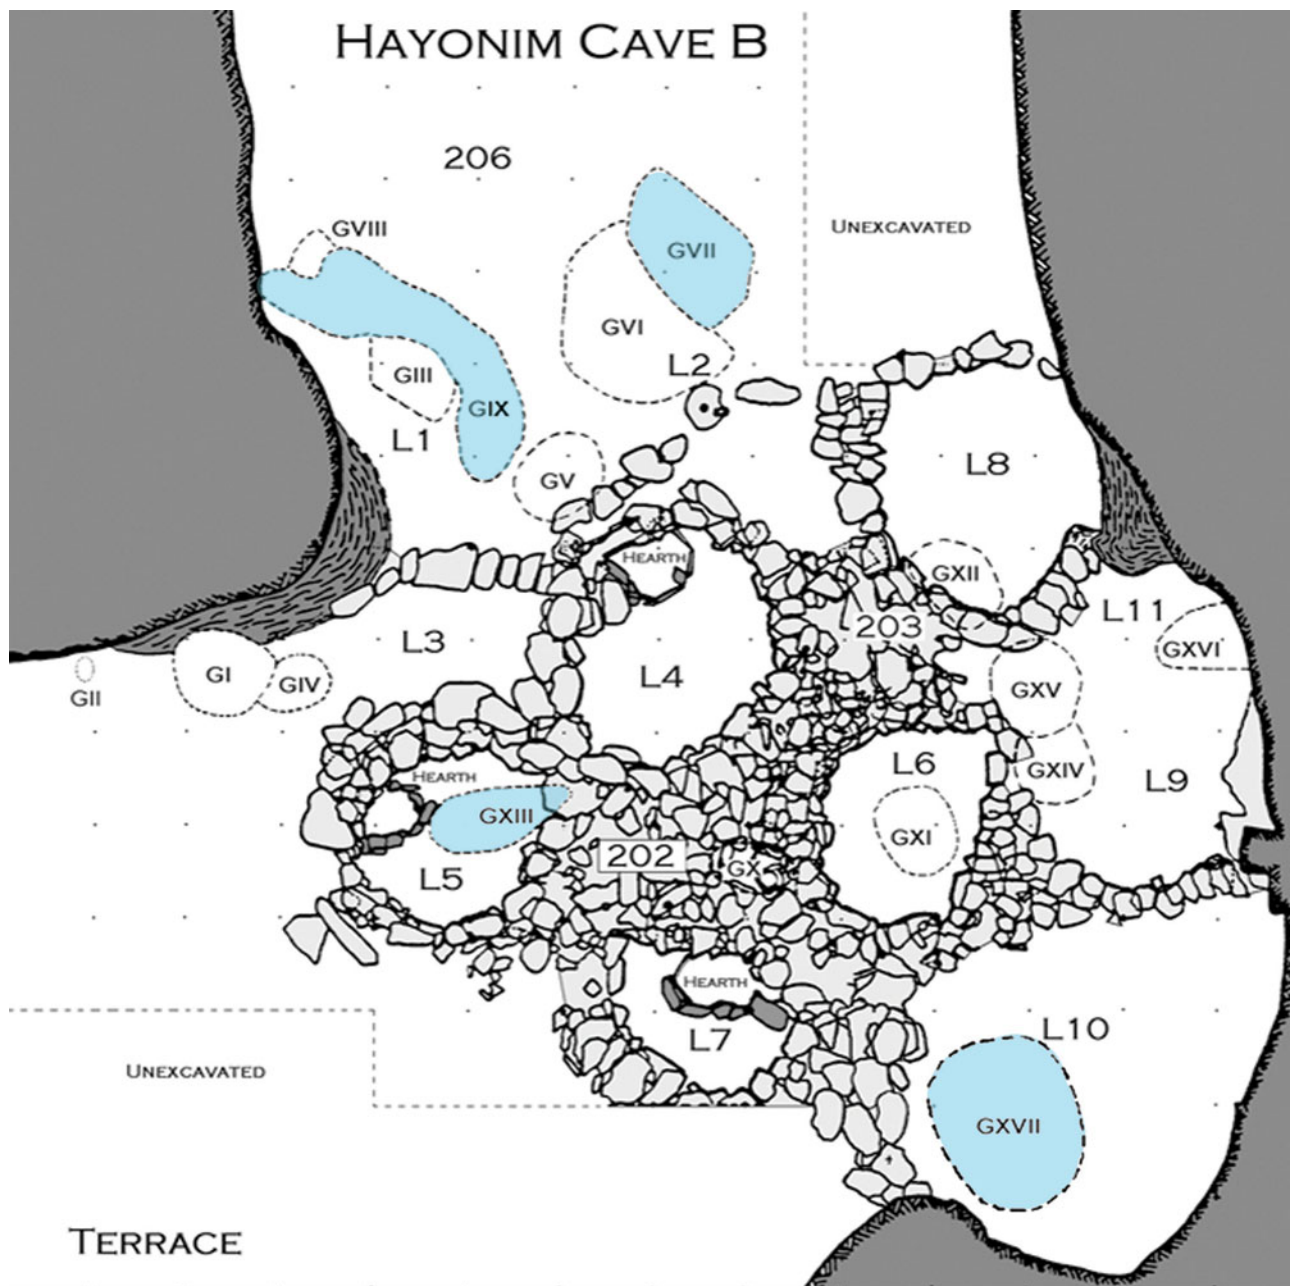 HAYONIM CAVE B
206
GVIII
UNEXCAVATED
GVII
GVI
L2
GIII
GIX
L1
L8
GV
HEARTH
GXII
L11
203
L3
GXVI
GI
GIV
L4
GXV
GII
L6
GXIV
L9
HEARTH
GXIII
GXI
202
GX
L5
HEARTH
L10
L7
UNEXCAVATED
GXVII
TERRACE